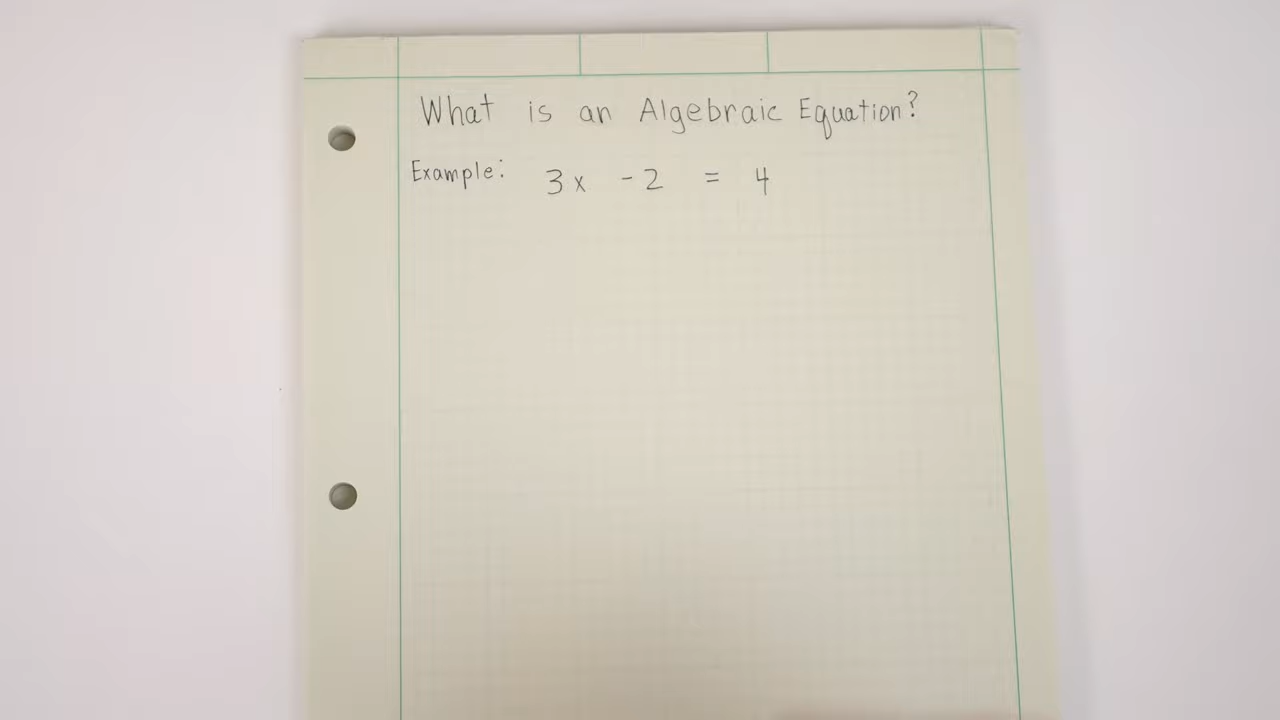 What is an Algebraic Equation?
Example: 3x - 2 = 4